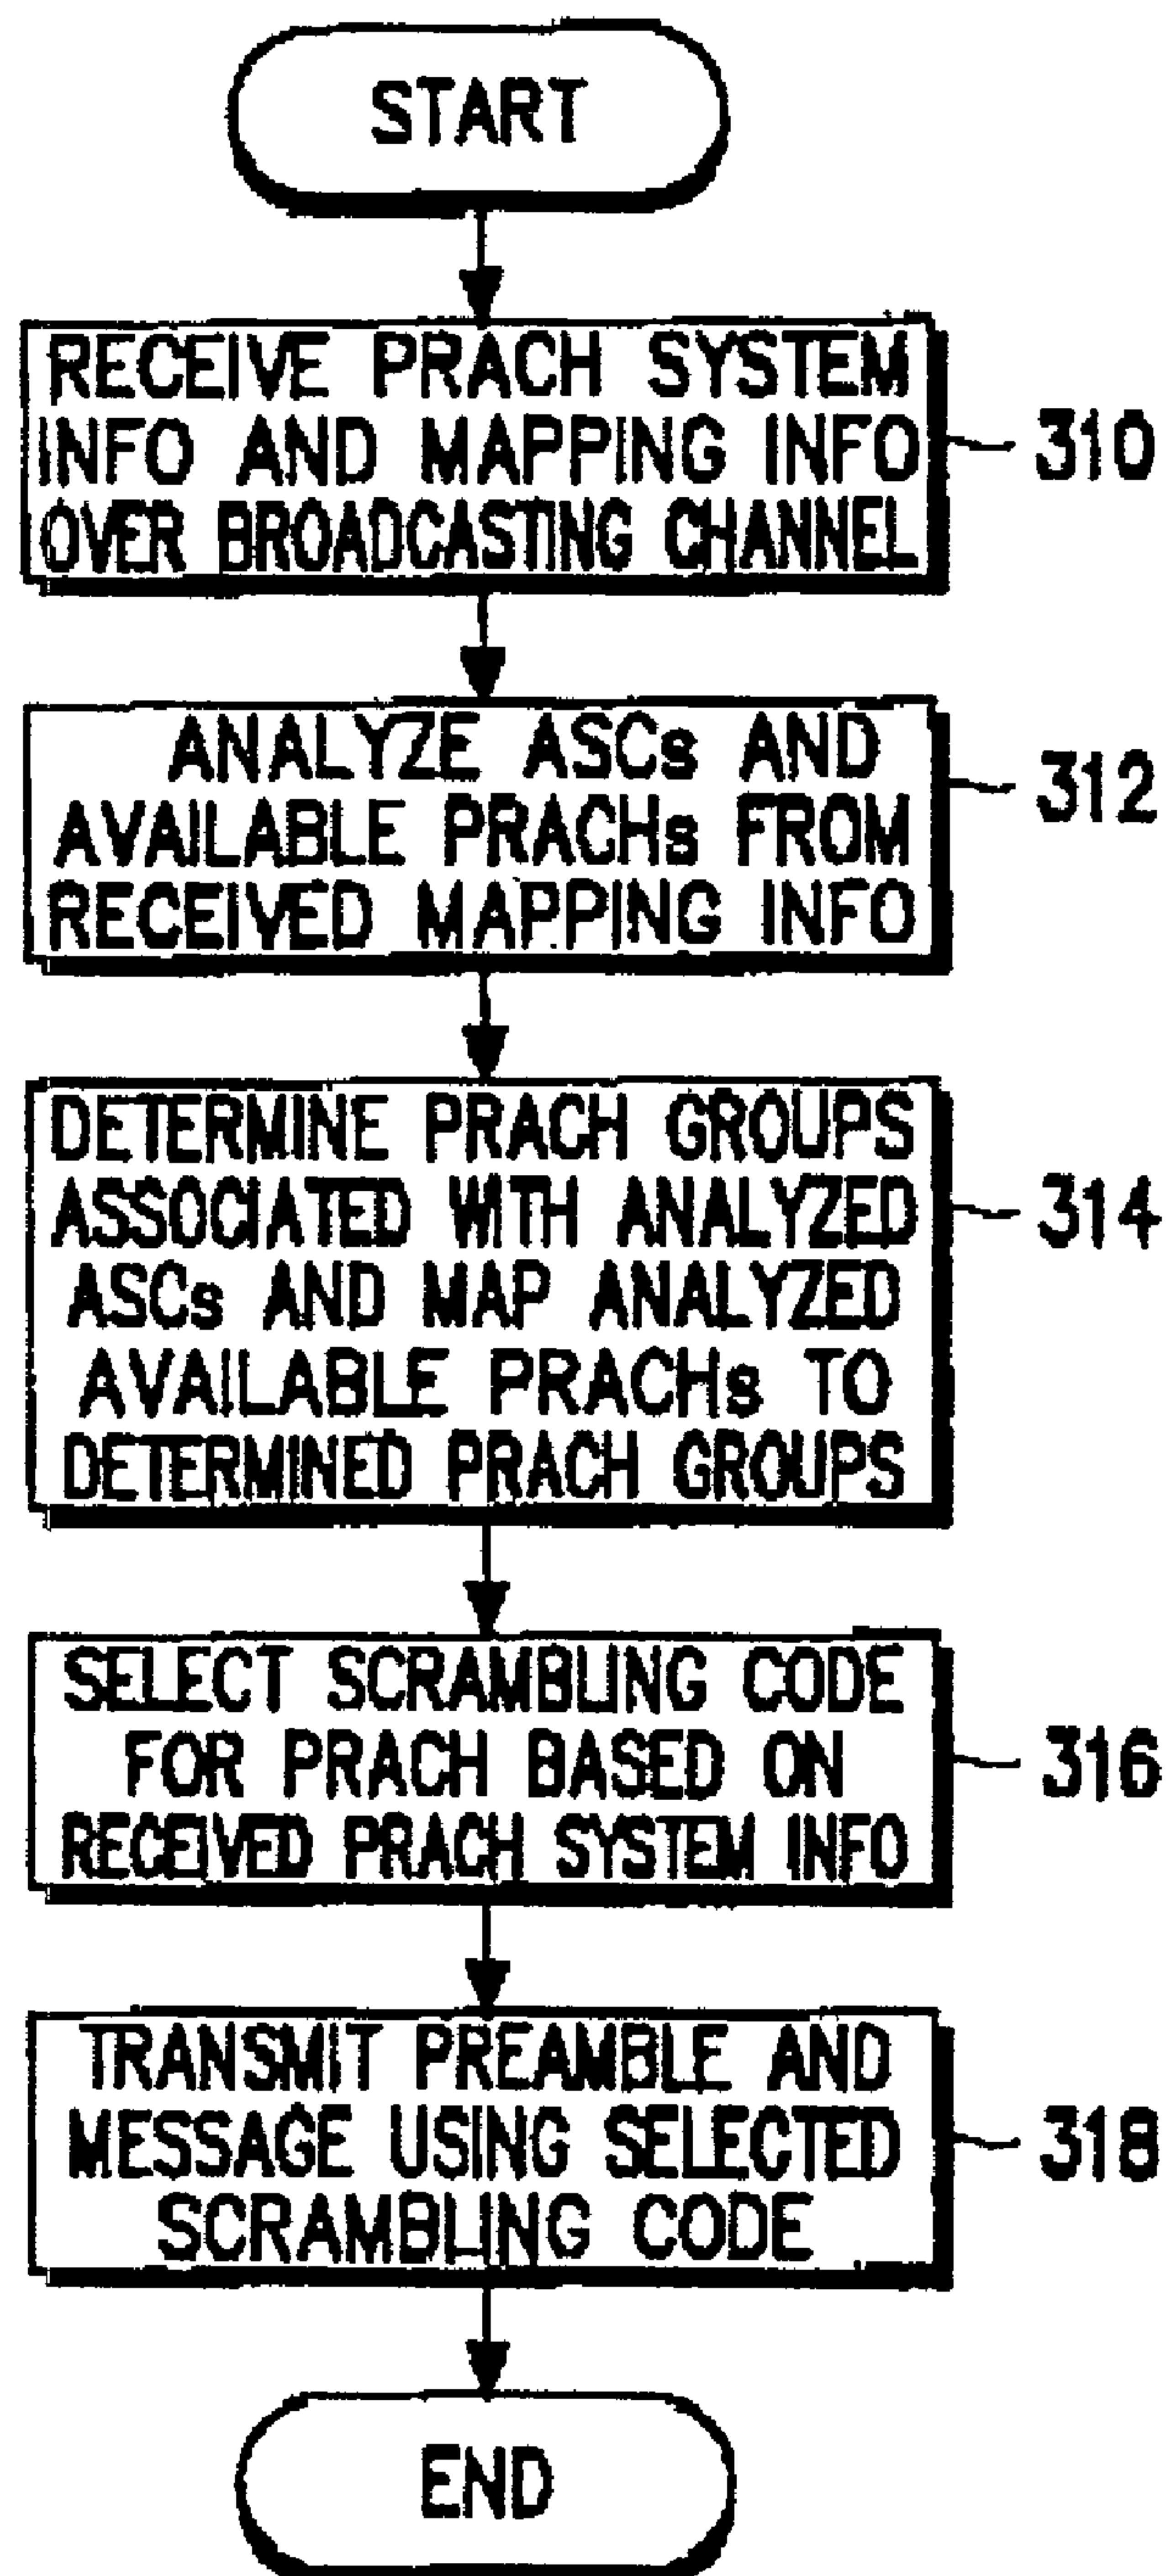 START
RECEIVE PRACH SYSTEM
INFO AND MAPPING INFO
OVER BROADCASTING CHANNEL
310
ANALYZE ASCs AND
AVAILABLE PRACHs FROM
RECEIVED MAPPING INFO
312
DETERMINE PRACH GROUPS
ASSOCIATED WITH ANALYZED
ASCs AND MAP ANALYZED
AVAILABLE PRACHs TO
DETERMINED PRACH GROUPS
314
SELECT SCRAMBLING CODE
FOR PRACH BASED ON
RECEIVED PRACH SYSTEM INFO
316
TRANSMIT PREAMBLE AND
MESSAGE USING SELECTED
SCRAMBLING CODE
318
END